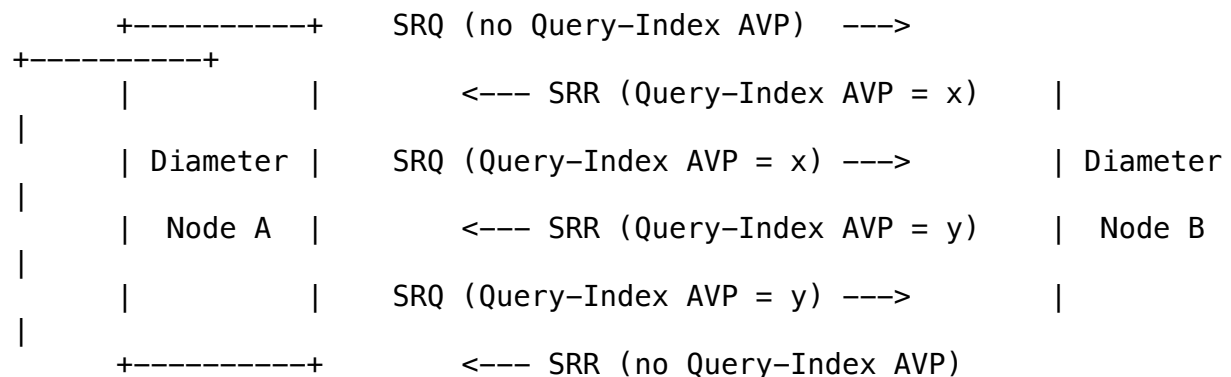 +----------+    SRQ (no Query-Index AVP)  --->
+----------+
       |          |        <--- SRR (Query-Index AVP = x)    |
|
       | Diameter |    SRQ (Query-Index AVP = x) --->        | Diameter
|
       |  Node A  |        <--- SRR (Query-Index AVP = y)    |  Node B
|
       |          |    SRQ (Query-Index AVP = y) --->        |
|
       +----------+        <--- SRR (no Query-Index AVP)